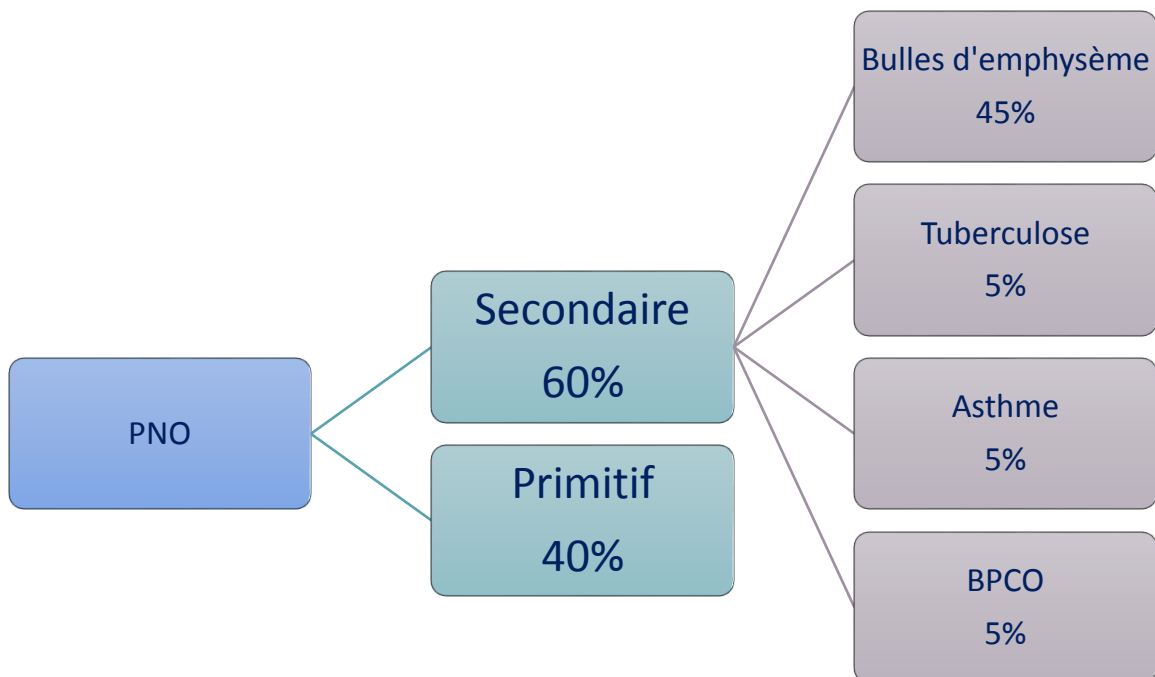 PNO
Secondaire
60%
Primitif
40%
Bulles d'emphysème
45%
Tuberculose
5%
Asthme
5%
BPCO
5%